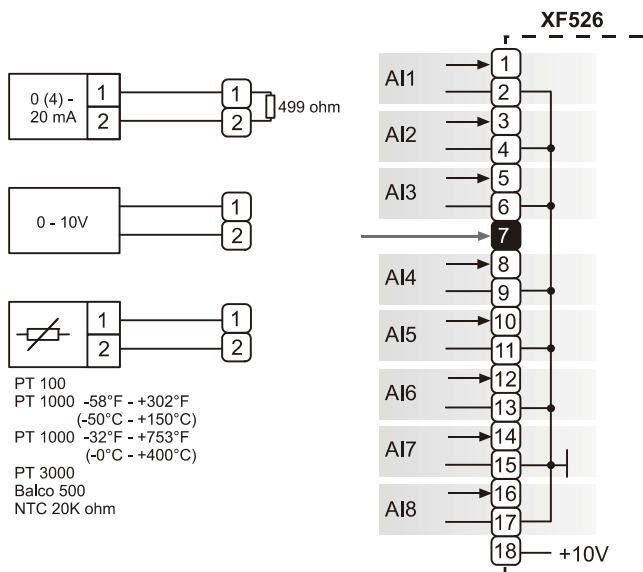 XF526
0 (4) -
20 mA
1
2
1
2
499 ohm
0 - 10V
1
2
1
2
1
2
PT 100
PT 1000 -58°F - +302°F
(-50°C - +150°C)
PT 1000 -32°F - +753°F
(-0°C - +400°C)
PT 3000
Balco 500
NTC 20K ohm
AI1
1
2
AI2
3
4
AI3
5
6
7
AI4
8
9
AI5
10
11
AI6
12
13
AI7
14
15
AI8
16
17
18
+10V